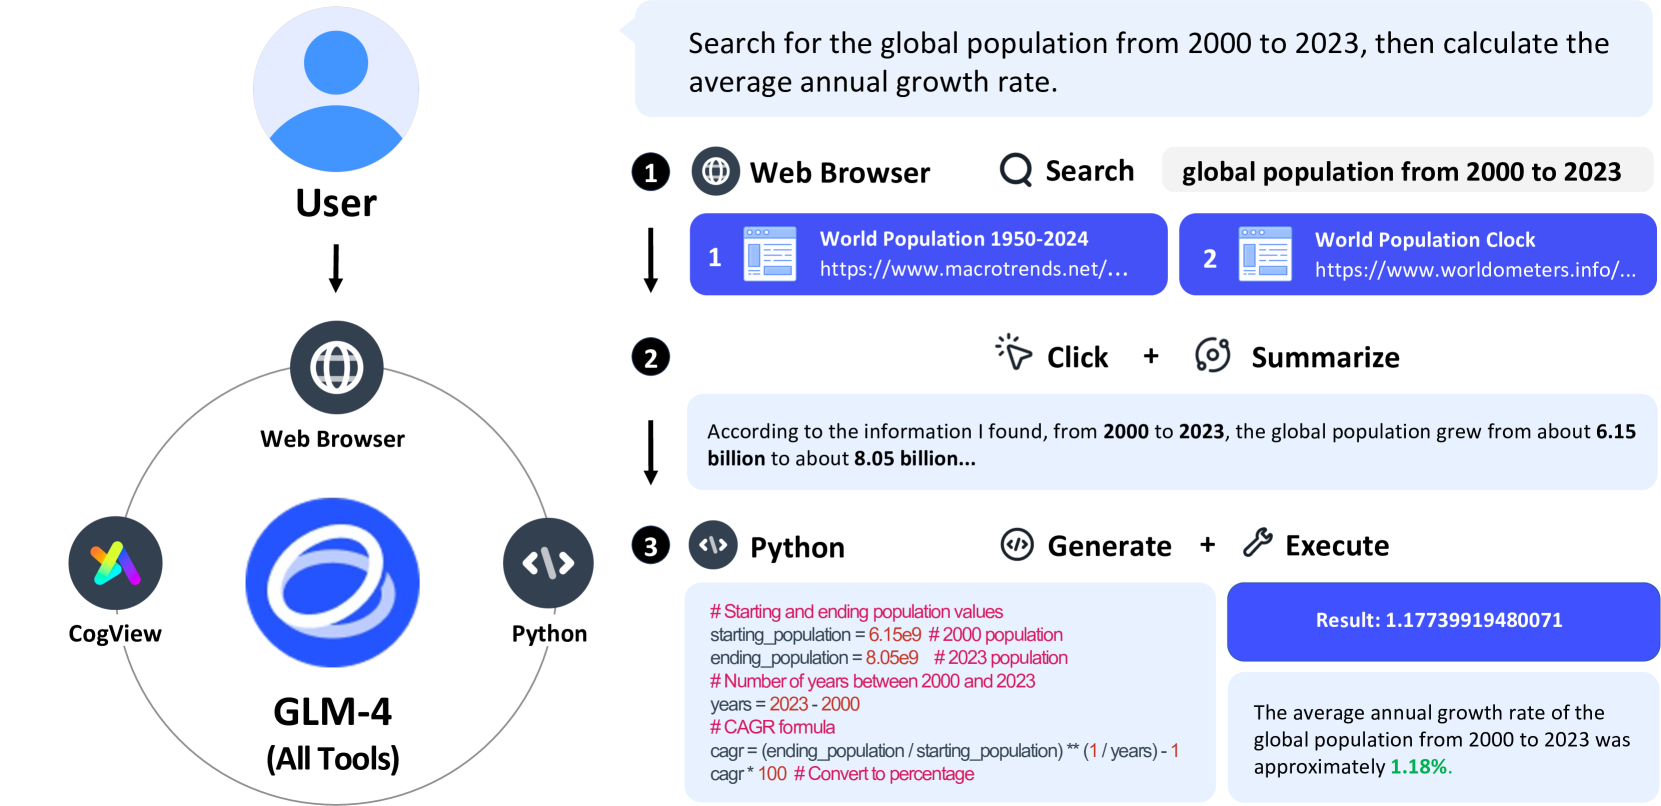 Search for the global population from 2000 to 2023, then calculate the
average annual growth rate.
User
1 Web Browser Search global population from 2000 to 2023
1 World Population 1950-2024
https://www.macrotrends.net/...
2 World Population Clock
https://www.worldometers.info/...
2 Click + Summarize
According to the information I found, from 2000 to 2023, the global population grew from about 6.15
billion to about 8.05 billion...
Web Browser
CogView
Python
GLM-4
(All Tools)
3 Python Generate + Execute
# Starting and ending population values
starting_population = 6.15e9 # 2000 population
ending_population = 8.05e9 # 2023 population
# Number of years between 2000 and 2023
years = 2023 - 2000
# CAGR formula
cagr = (ending_population / starting_population) ** (1 / years) - 1
cagr * 100 # Convert to percentage
Result: 1.17739919480071
The average annual growth rate of the
global population from 2000 to 2023 was
approximately 1.18%.